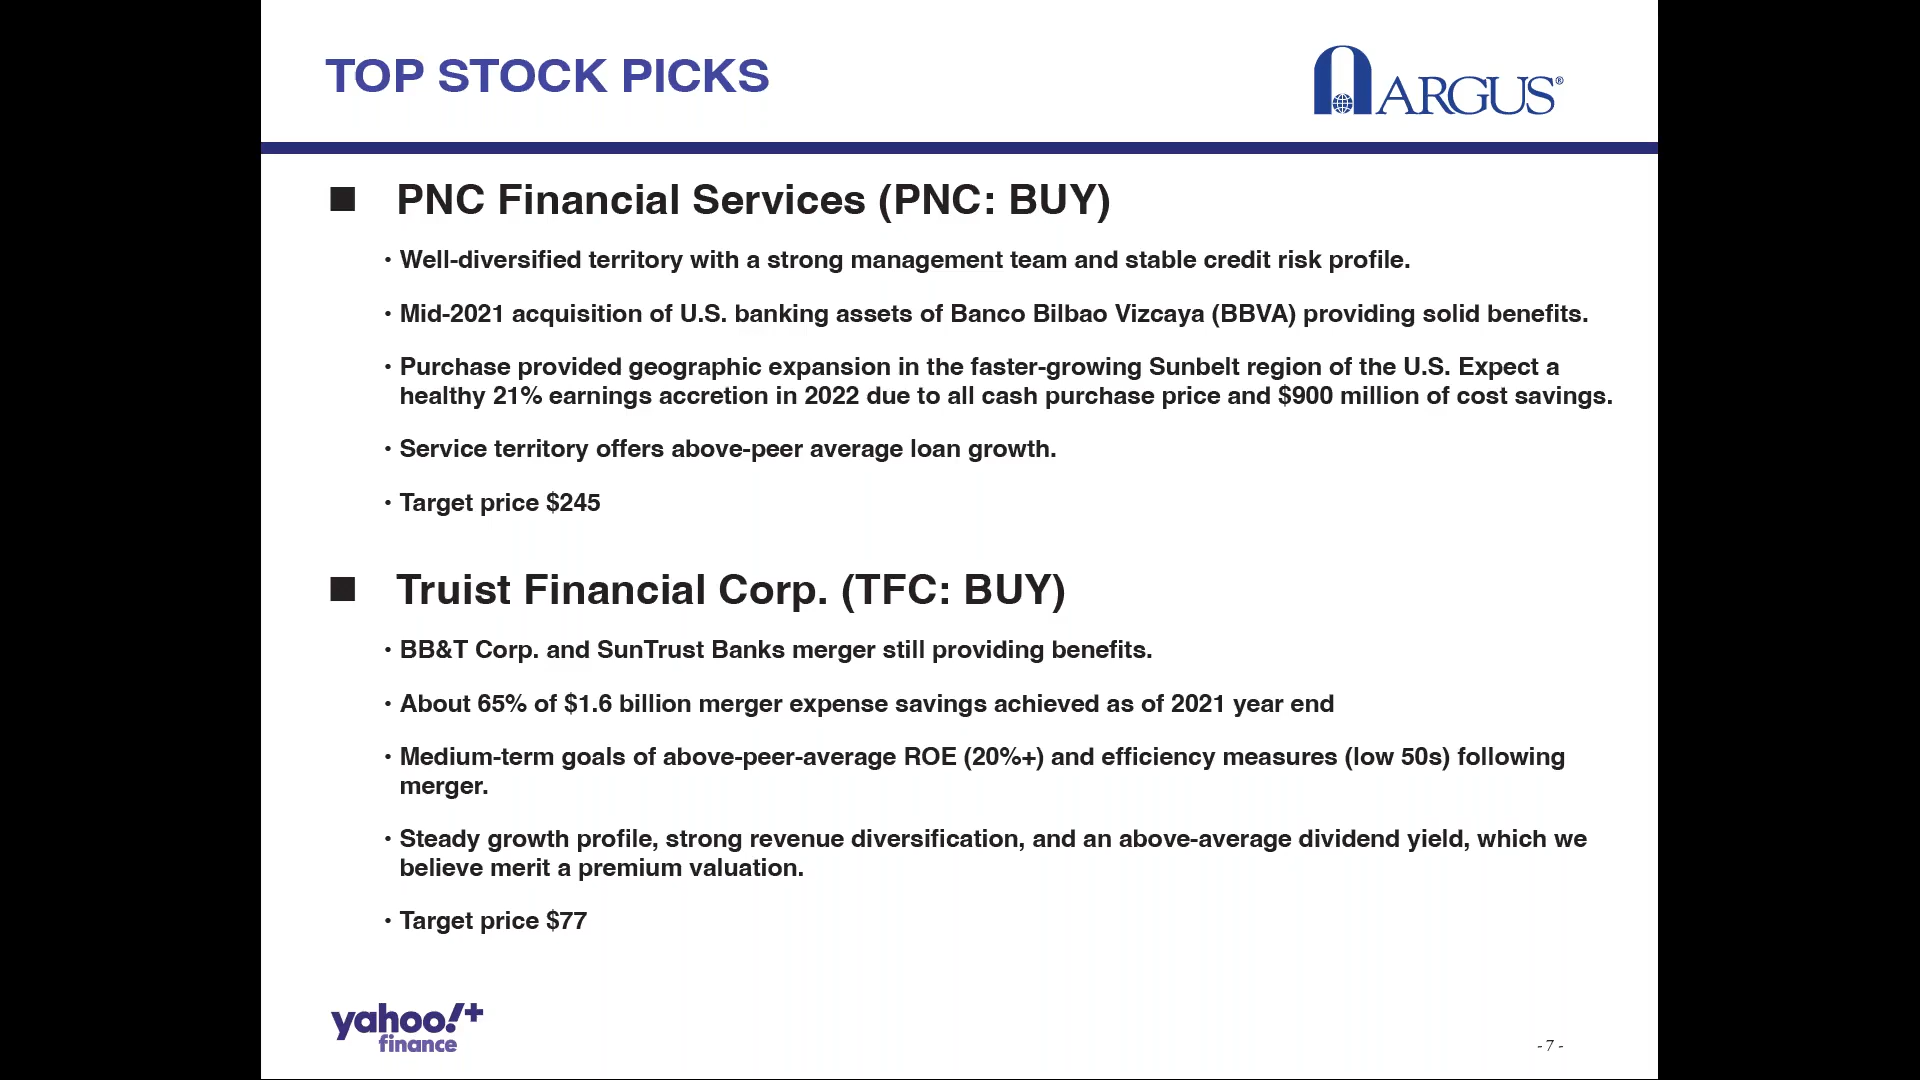 TOP STOCK PICKS
ARGUS®
■ PNC Financial Services (PNC: BUY)
• Well-diversified territory with a strong management team and stable credit risk profile.
• Mid-2021 acquisition of U.S. banking assets of Banco Bilbao Vizcaya (BBVA) providing solid benefits.
• Purchase provided geographic expansion in the faster-growing Sunbelt region of the U.S. Expect a
healthy 21% earnings accretion in 2022 due to all cash purchase price and $900 million of cost savings.
• Service territory offers above-peer average loan growth.
• Target price $245
■ Truist Financial Corp. (TFC: BUY)
• BB&T Corp. and SunTrust Banks merger still providing benefits.
• About 65% of $1.6 billion merger expense savings achieved as of 2021 year end
• Medium-term goals of above-peer-average ROE (20%+) and efficiency measures (low 50s) following
merger.
• Steady growth profile, strong revenue diversification, and an above-average dividend yield, which we
believe merit a premium valuation.
• Target price $77
yahoo!+
finance
- 7 -